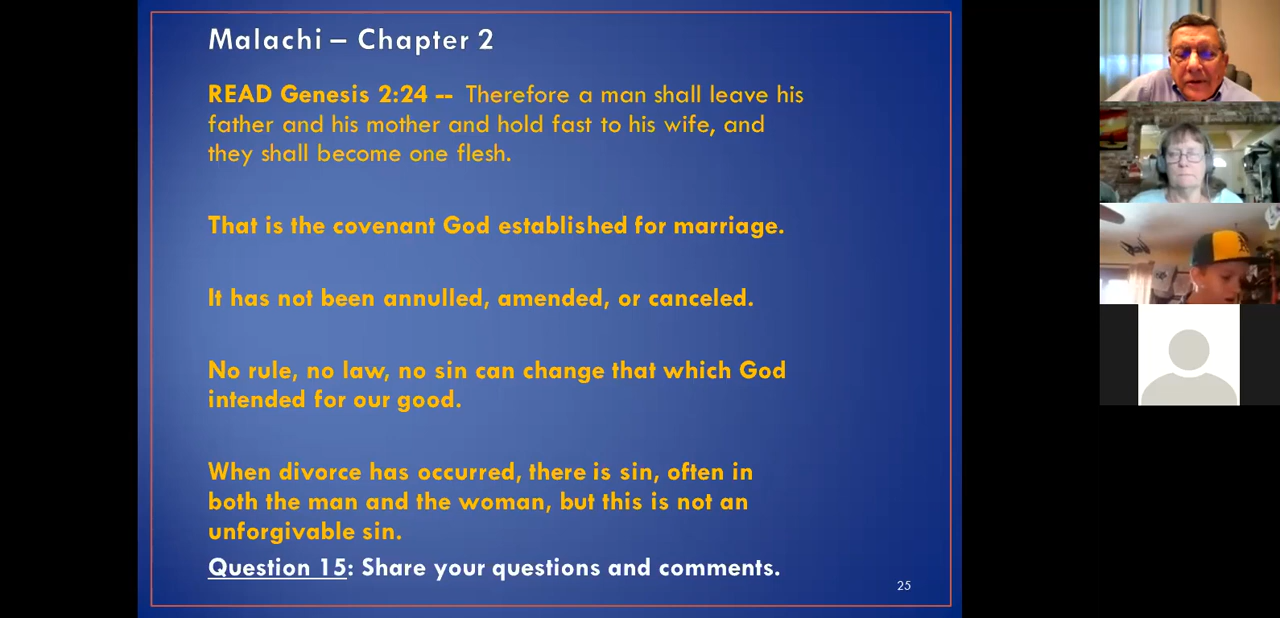 Malachi – Chapter 2
READ Genesis 2:24 -- Therefore a man shall leave his
father and his mother and hold fast to his wife, and
they shall become one flesh.
That is the covenant God established for marriage.
It has not been annulled, amended, or canceled.
No rule, no law, no sin can change that which God
intended for our good.
When divorce has occurred, there is sin, often in
both the man and the woman, but this is not an
unforgivable sin.
Question 15: Share your questions and comments.
25